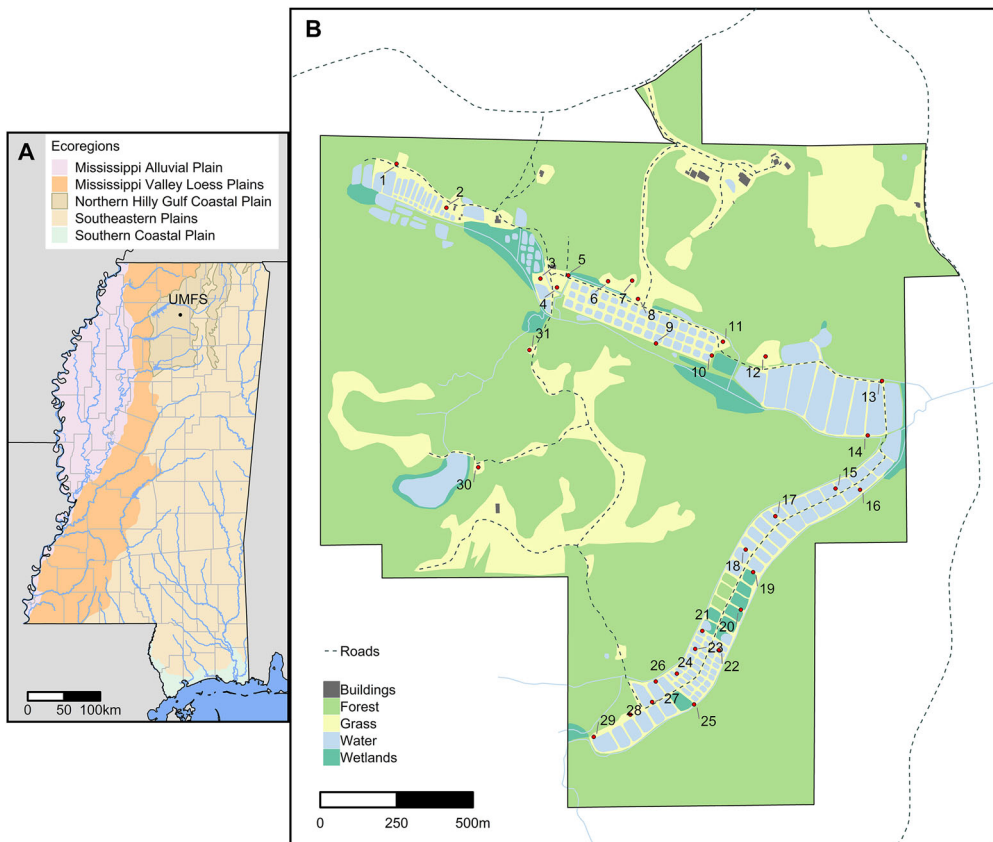 A
Ecoregions
Mississippi Alluvial Plain
Mississippi Valley Loess Plains
Northern Hilly Gulf Coastal Plain
Southeastern Plains
Southern Coastal Plain
UMFS
0 50 100km
B
1
2
3
5
4
6
7
8
9
11
10
12
31
13
14
30
15
16
17
18
19
21
20
23
22
26
24
27
25
28
29
Roads
Buildings
Forest
Grass
Water
Wetlands
0 250 500m